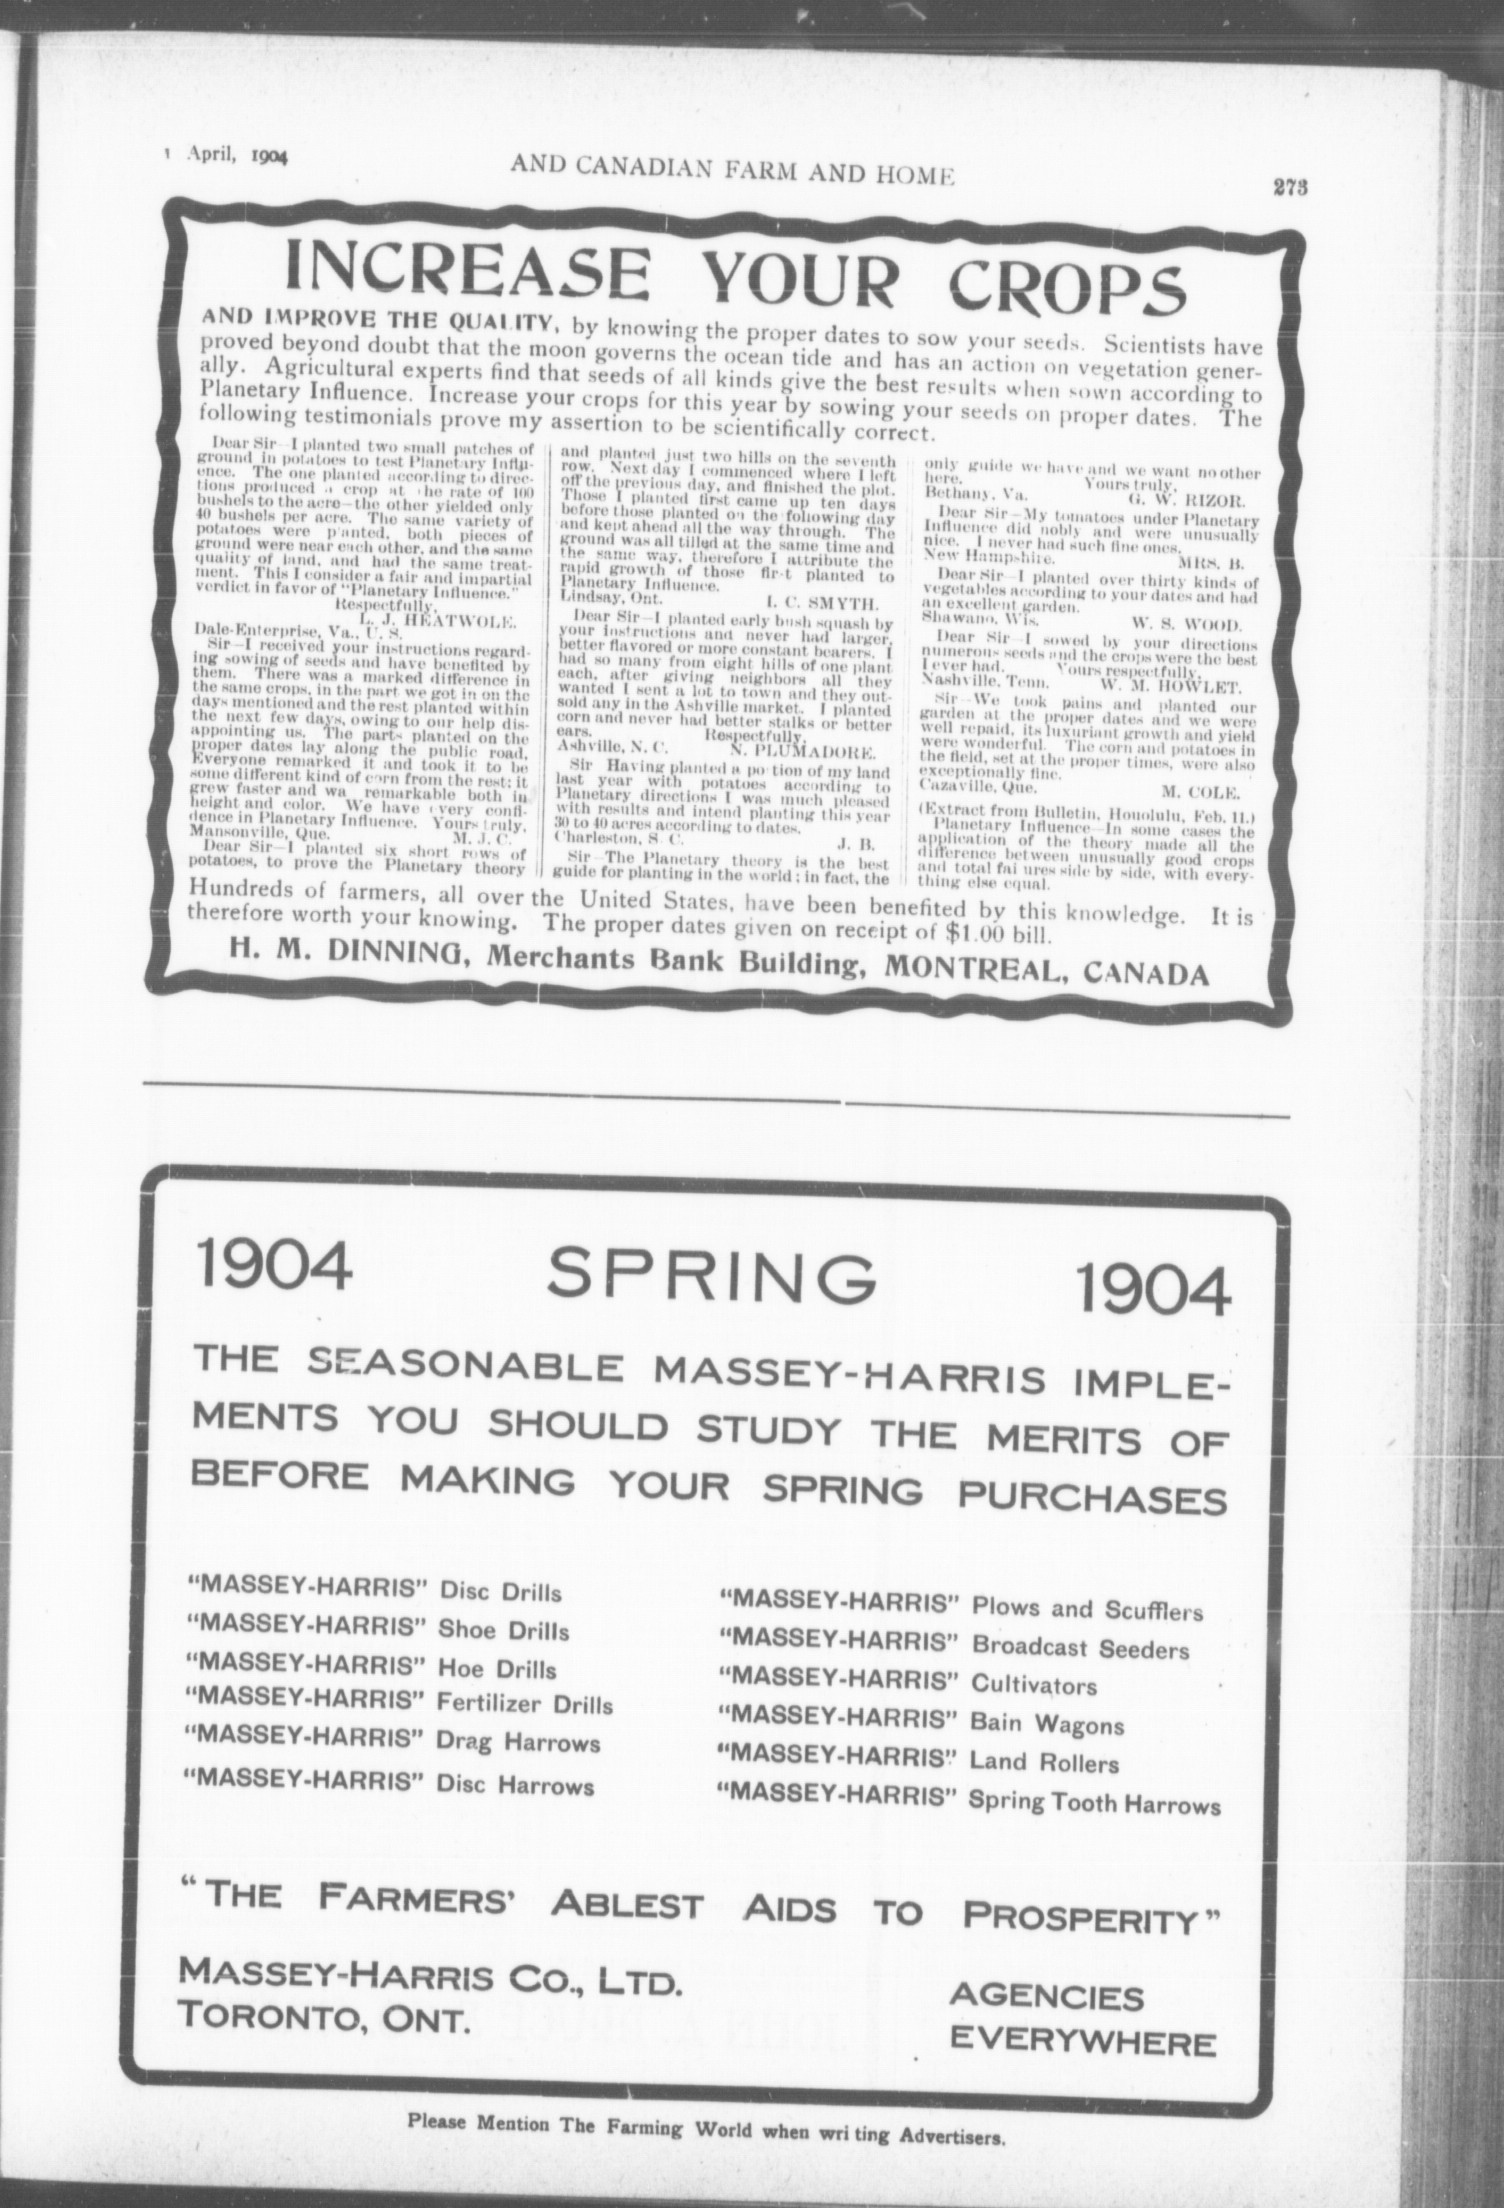 1 April, 1904
AND CANADIAN FARM AND HOME
273
INCREASE YOUR CROPS
AND IMPROVE THE QUALITY, by knowing the proper dates to sow your seeds. Scientists have
proved beyond doubt that the moon governs the ocean tide and has an action on vegetation gener-
ally. Agricultural experts find that seeds of all kinds give the best results when sown according to
Planetary Influence. Increase your crops for this year by sowing your seeds on proper dates. The
following testimonials prove my assertion to be scientifically correct.
Dear Sir—I planted two small patches of
ground in potatoes to test Planetary Influ-
ence. The one planted according to direc-
tions produced a crop at the rate of 100
bushels to the acre—the other yielded only
40 bushels per acre. The same variety of
potatoes were planted, both pieces of
ground were near each other, and the same
quality of land, and had the same treat-
ment. This I consider a fair and impartial
verdict in favor of "Planetary Influence."
Respectfully,
L. J. HEATWOLE.
Dale-Enterprise, Va., U. S.
Sir—I received your instructions regard-
ing sowing of seeds and have benefited by
them. There was a marked difference in
the same crops, in the part we got in on the
days mentioned and the rest planted within
the next few days, owing to our help dis-
appointing us. The parts planted on the
proper dates lay along the public road,
Everyone remarked it and took it to be
some different kind of corn from the rest; it
grew faster and wa remarkable both in
height and color. We have every confi-
dence in Planetary Influence. Yours truly,
Mansonville, Que. M. J. C.
Dear Sir—I planted six short rows of
potatoes, to prove the Planetary theory
and planted just two hills on the seventh
row. Next day I commenced where I left
off the previous day, and finished the plot.
Those I planted first came up ten days
before those planted on the following day
and kept ahead all the way through. The
ground was all tilled at the same time and
the same way, therefore I attribute the
rapid growth of those first planted to
Planetary Influence.
Lindsay, Ont. I. C. SMYTH.
Dear Sir—I planted early bush squash by
your instructions and never had larger,
better flavored or more constant bearers. I
had so many from eight hills of one plant
each, after giving neighbors all they
wanted I sent a lot to town and they out-
sold any in the Ashville market. I planted
corn and never had better stalks or better
ears. Respectfully,
Ashville, N. C. N. PLUMADORE.
Sir Having planted a po tion of my land
last year with potatoes according to
Planetary directions I was much pleased
with results and intend planting this year
30 to 40 acres according to dates.
Charleston, S. C. J. B.
Sir—The Planetary theory is the best
guide for planting in the world; in fact, the
only guide we have and we want no other
here. Yours truly,
Bethany, Va. G. W. RIZOR.
Dear Sir—My tomatoes under Planetary
Influence did nobly and were unusually
nice. I never had such fine ones.
New Hampshire. MRS. B.
Dear Sir—I planted over thirty kinds of
vegetables according to your dates and had
an excellent garden.
Shawano, Wis. W. S. WOOD.
Dear Sir—I sowed by your directions
numerous seeds and the crops were the best
I ever had. Yours respectfully,
Nashville, Tenn. W. M. HOWLET.
Sir—We took pains and planted our
garden at the proper dates and we were
well repaid, its luxuriant growth and yield
were wonderful. The corn and potatoes in
the field, set at the proper times, were also
exceptionally fine.
Cazaville, Que. M. COLE.
(Extract from Bulletin, Honolulu, Feb. 11.)
Planetary Influence—In some cases the
application of the theory made all the
difference between unusually good crops
and total fai ures side by side, with every-
thing else equal.
Hundreds of farmers, all over the United States, have been benefited by this knowledge. It is
therefore worth your knowing. The proper dates given on receipt of $1.00 bill.
H. M. DINNING, Merchants Bank Building, MONTREAL, CANADA
1904 SPRING 1904
THE SEASONABLE MASSEY-HARRIS IMPLE-
MENTS YOU SHOULD STUDY THE MERITS OF
BEFORE MAKING YOUR SPRING PURCHASES
"MASSEY-HARRIS" Disc Drills
"MASSEY-HARRIS" Shoe Drills
"MASSEY-HARRIS" Hoe Drills
"MASSEY-HARRIS" Fertilizer Drills
"MASSEY-HARRIS" Drag Harrows
"MASSEY-HARRIS" Disc Harrows
"MASSEY-HARRIS" Plows and Scufflers
"MASSEY-HARRIS" Broadcast Seeders
"MASSEY-HARRIS" Cultivators
"MASSEY-HARRIS" Bain Wagons
"MASSEY-HARRIS" Land Rollers
"MASSEY-HARRIS" Spring Tooth Harrows
"THE FARMERS' ABLEST AIDS TO PROSPERITY"
MASSEY-HARRIS CO., LTD.
TORONTO, ONT.
AGENCIES
EVERYWHERE
Please Mention The Farming World when wri ting Advertisers.